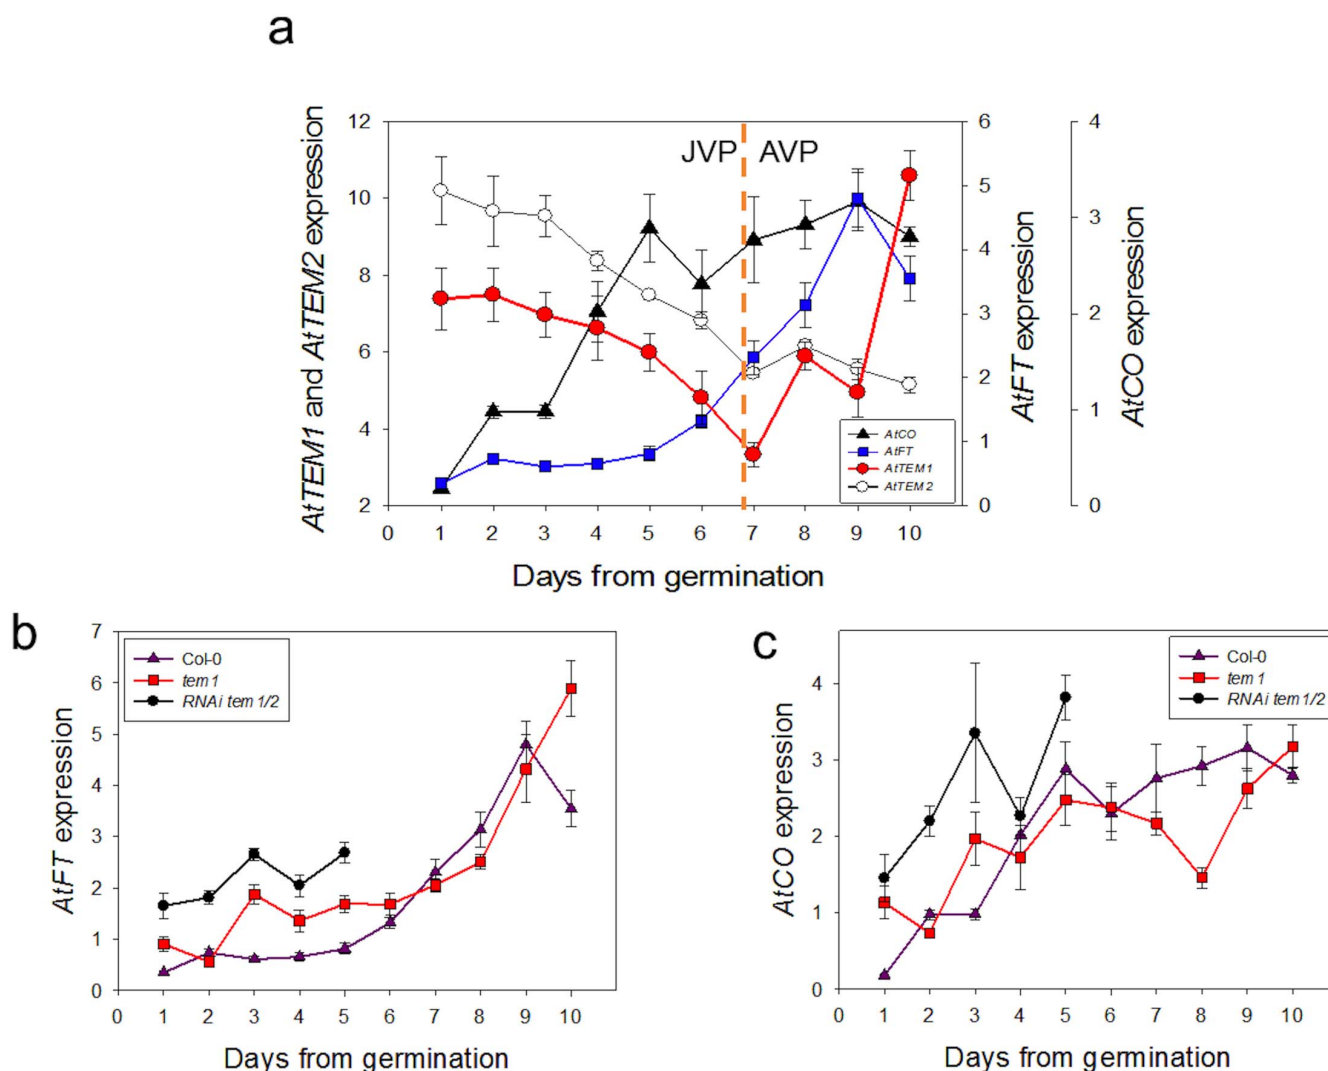 a
AtTEM1 and AtTEM2 expression
12
10
8
6
4
2
JVP
AVP
6
5
4
3
2
1
0
AtFT expression
4
3
2
1
0
AtCO expression
AtCO
AtFT
AtTEM1
AtTEM2
0 1 2 3 4 5 6 7 8 9 10
Days from germination
b
AtFT expression
7
6
5
4
3
2
1
0
Col-0
tem1
RNAi tem1/2
0 1 2 3 4 5 6 7 8 9 10
Days from germination
c
AtCO expression
4
3
2
1
0
Col-0
tem1
RNAi tem1/2
0 1 2 3 4 5 6 7 8 9 10
Days from germination